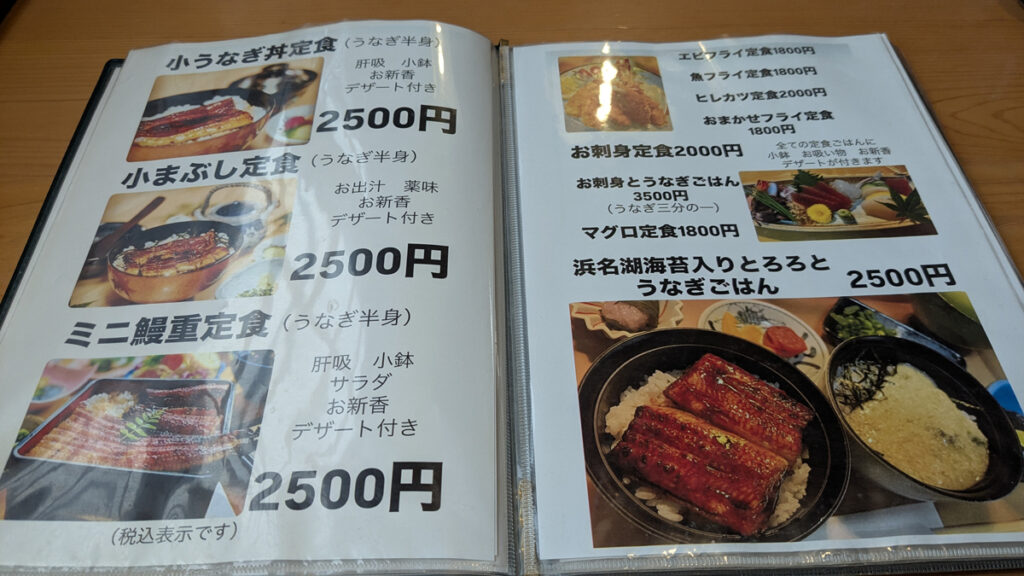 小うなぎ丼定食（うなぎ半身）
肝吸　小鉢
お新香
デザート付き
2500円
小まぶし定食（うなぎ半身）
お出汁　薬味
お新香
デザート付き
2500円
ミニ鰻重定食（うなぎ半身）
肝吸　小鉢
サラダ
お新香
デザート付き
2500円
（税込表示です）
エビフライ定食1800円
魚フライ定食1800円
ヒレカツ定食2000円
おまかせフライ定食
1800円
お刺身定食2000円
全ての定食ごはんに
小鉢　お吸い物　お新香
デザートが付きます
お刺身とうなぎごはん
3500円
（うなぎ三分の一）
マグロ定食1800円
浜名湖海苔入りとろろと
うなぎごはん
2500円